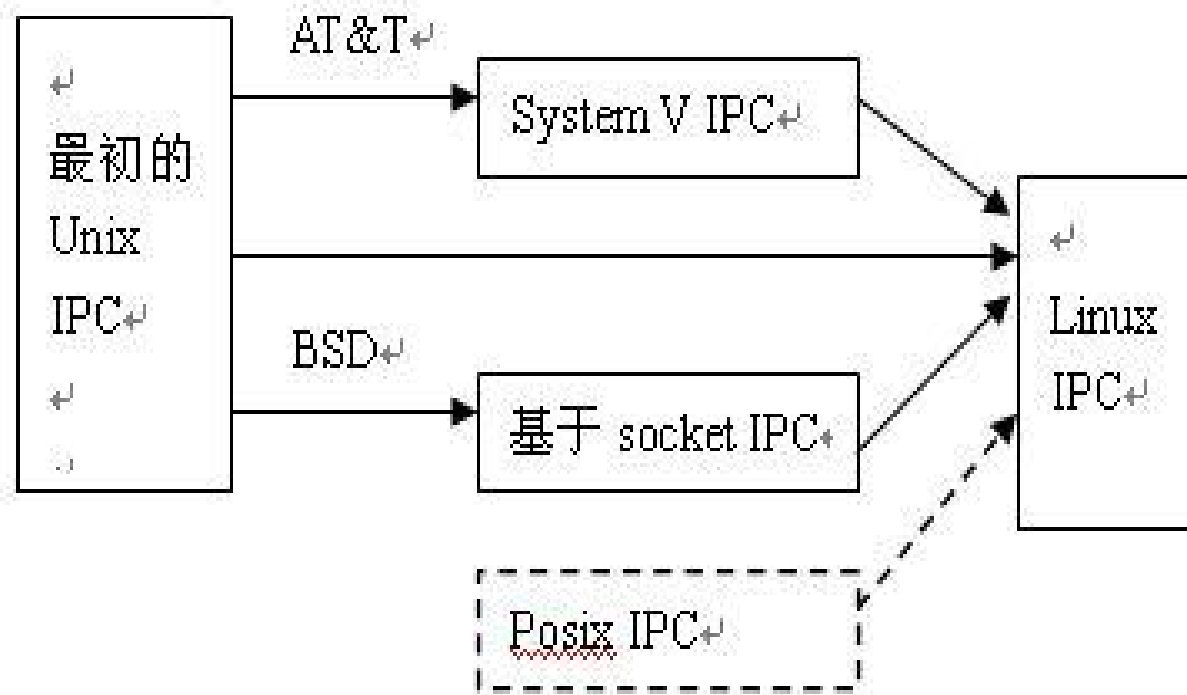 最初的
Unix
IPC
AT&T
System V IPC
BSD
基于 socket IPC
Posix IPC
Linux
IPC